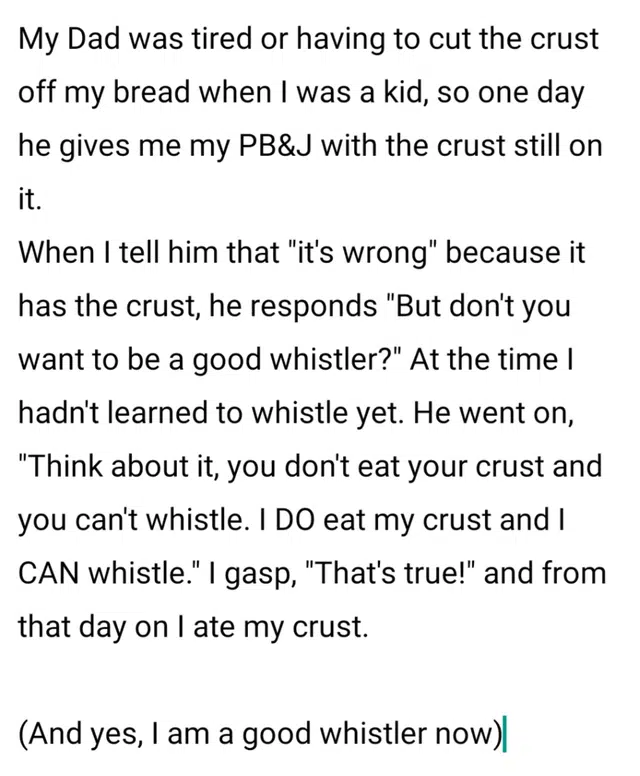 My Dad was tired or having to cut the crust
off my bread when I was a kid, so one day
he gives me my PB&J with the crust still on
it.
When I tell him that "it's wrong" because it
has the crust, he responds "But don't you
want to be a good whistler?" At the time I
hadn't learned to whistle yet. He went on,
"Think about it, you don't eat your crust and
you can't whistle. I DO eat my crust and I
CAN whistle." I gasp, "That's true!" and from
that day on I ate my crust.
(And yes, I am a good whistler now)